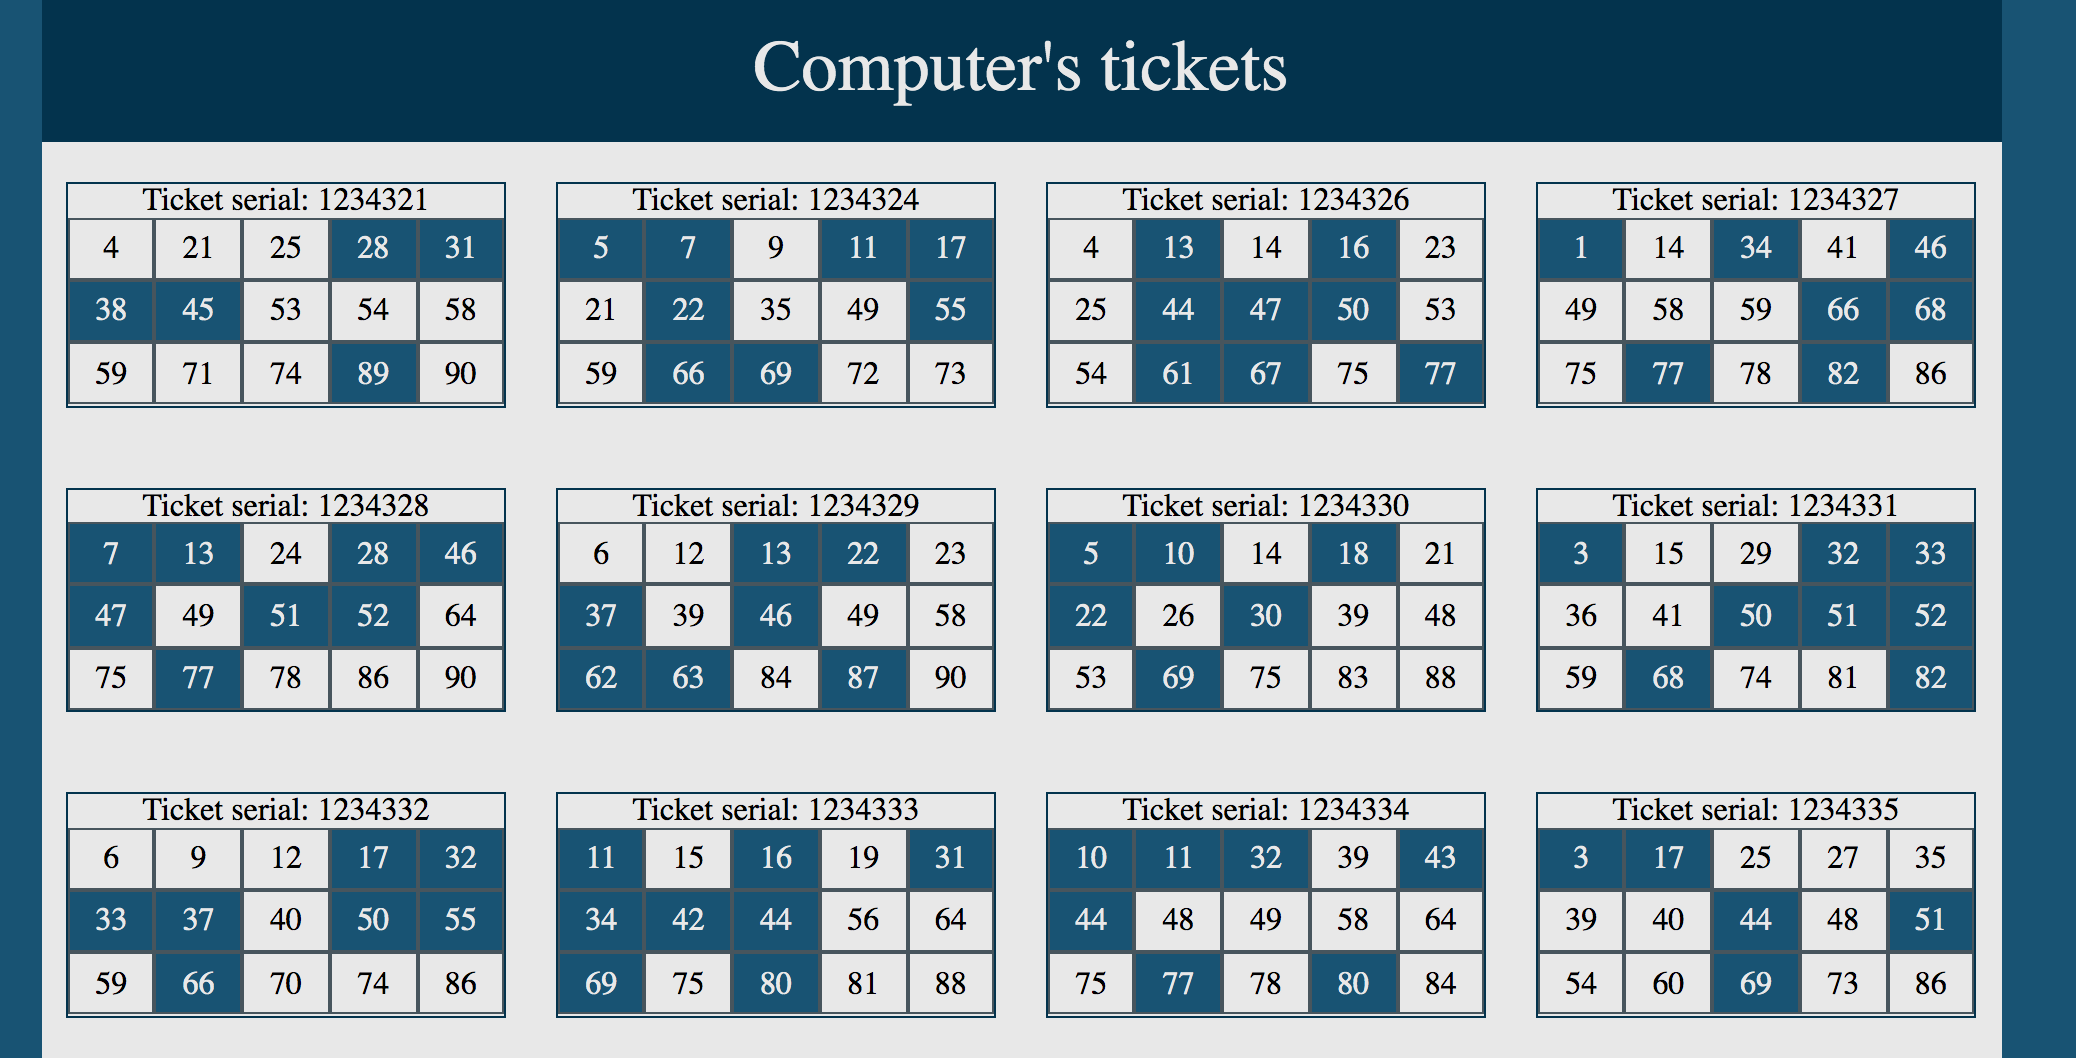 Computer's tickets
Ticket serial: 1234321
4 21 25 28 31
38 45 53 54 58
59 71 74 89 90
Ticket serial: 1234324
5 7 9 11 17
21 22 35 49 55
59 66 69 72 73
Ticket serial: 1234326
4 13 14 16 23
25 44 47 50 53
54 61 67 75 77
Ticket serial: 1234327
1 14 34 41 46
49 58 59 66 68
75 77 78 82 86
Ticket serial: 1234328
7 13 24 28 46
47 49 51 52 64
75 77 78 86 90
Ticket serial: 1234329
6 12 13 22 23
37 39 46 49 58
62 63 84 87 90
Ticket serial: 1234330
5 10 14 18 21
22 26 30 39 48
53 69 75 83 88
Ticket serial: 1234331
3 15 29 32 33
36 41 50 51 52
59 68 74 81 82
Ticket serial: 1234332
6 9 12 17 32
33 37 40 50 55
59 66 70 74 86
Ticket serial: 1234333
11 15 16 19 31
34 42 44 56 64
69 75 80 81 88
Ticket serial: 1234334
10 11 32 39 43
44 48 49 58 64
75 77 78 80 84
Ticket serial: 1234335
3 17 25 27 35
39 40 44 48 51
54 60 69 73 86